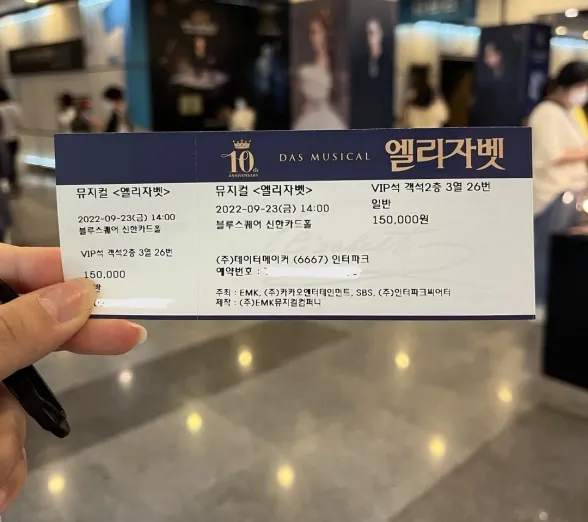 10th
ANNIVERSARY
DAS MUSICAL
엘리자벳
뮤지컬 <엘리자벳>
2022-09-23(금) 14:00
블루스퀘어 신한카드홀
VIP석 객석2층 3열 26번
150,000
뮤지컬 <엘리자벳>
2022-09-23(금) 14:00
블루스퀘어 신한카드홀
(주)데이터메이커 (6667) 인터파크
예약번호 :
주최 : EMK, (주)카카오엔터테인먼트, SBS, (주)인터파크씨어터
제작 : (주)EMK뮤지컬컴퍼니
VIP석 객석2층 3열 26번
일반
150,000원